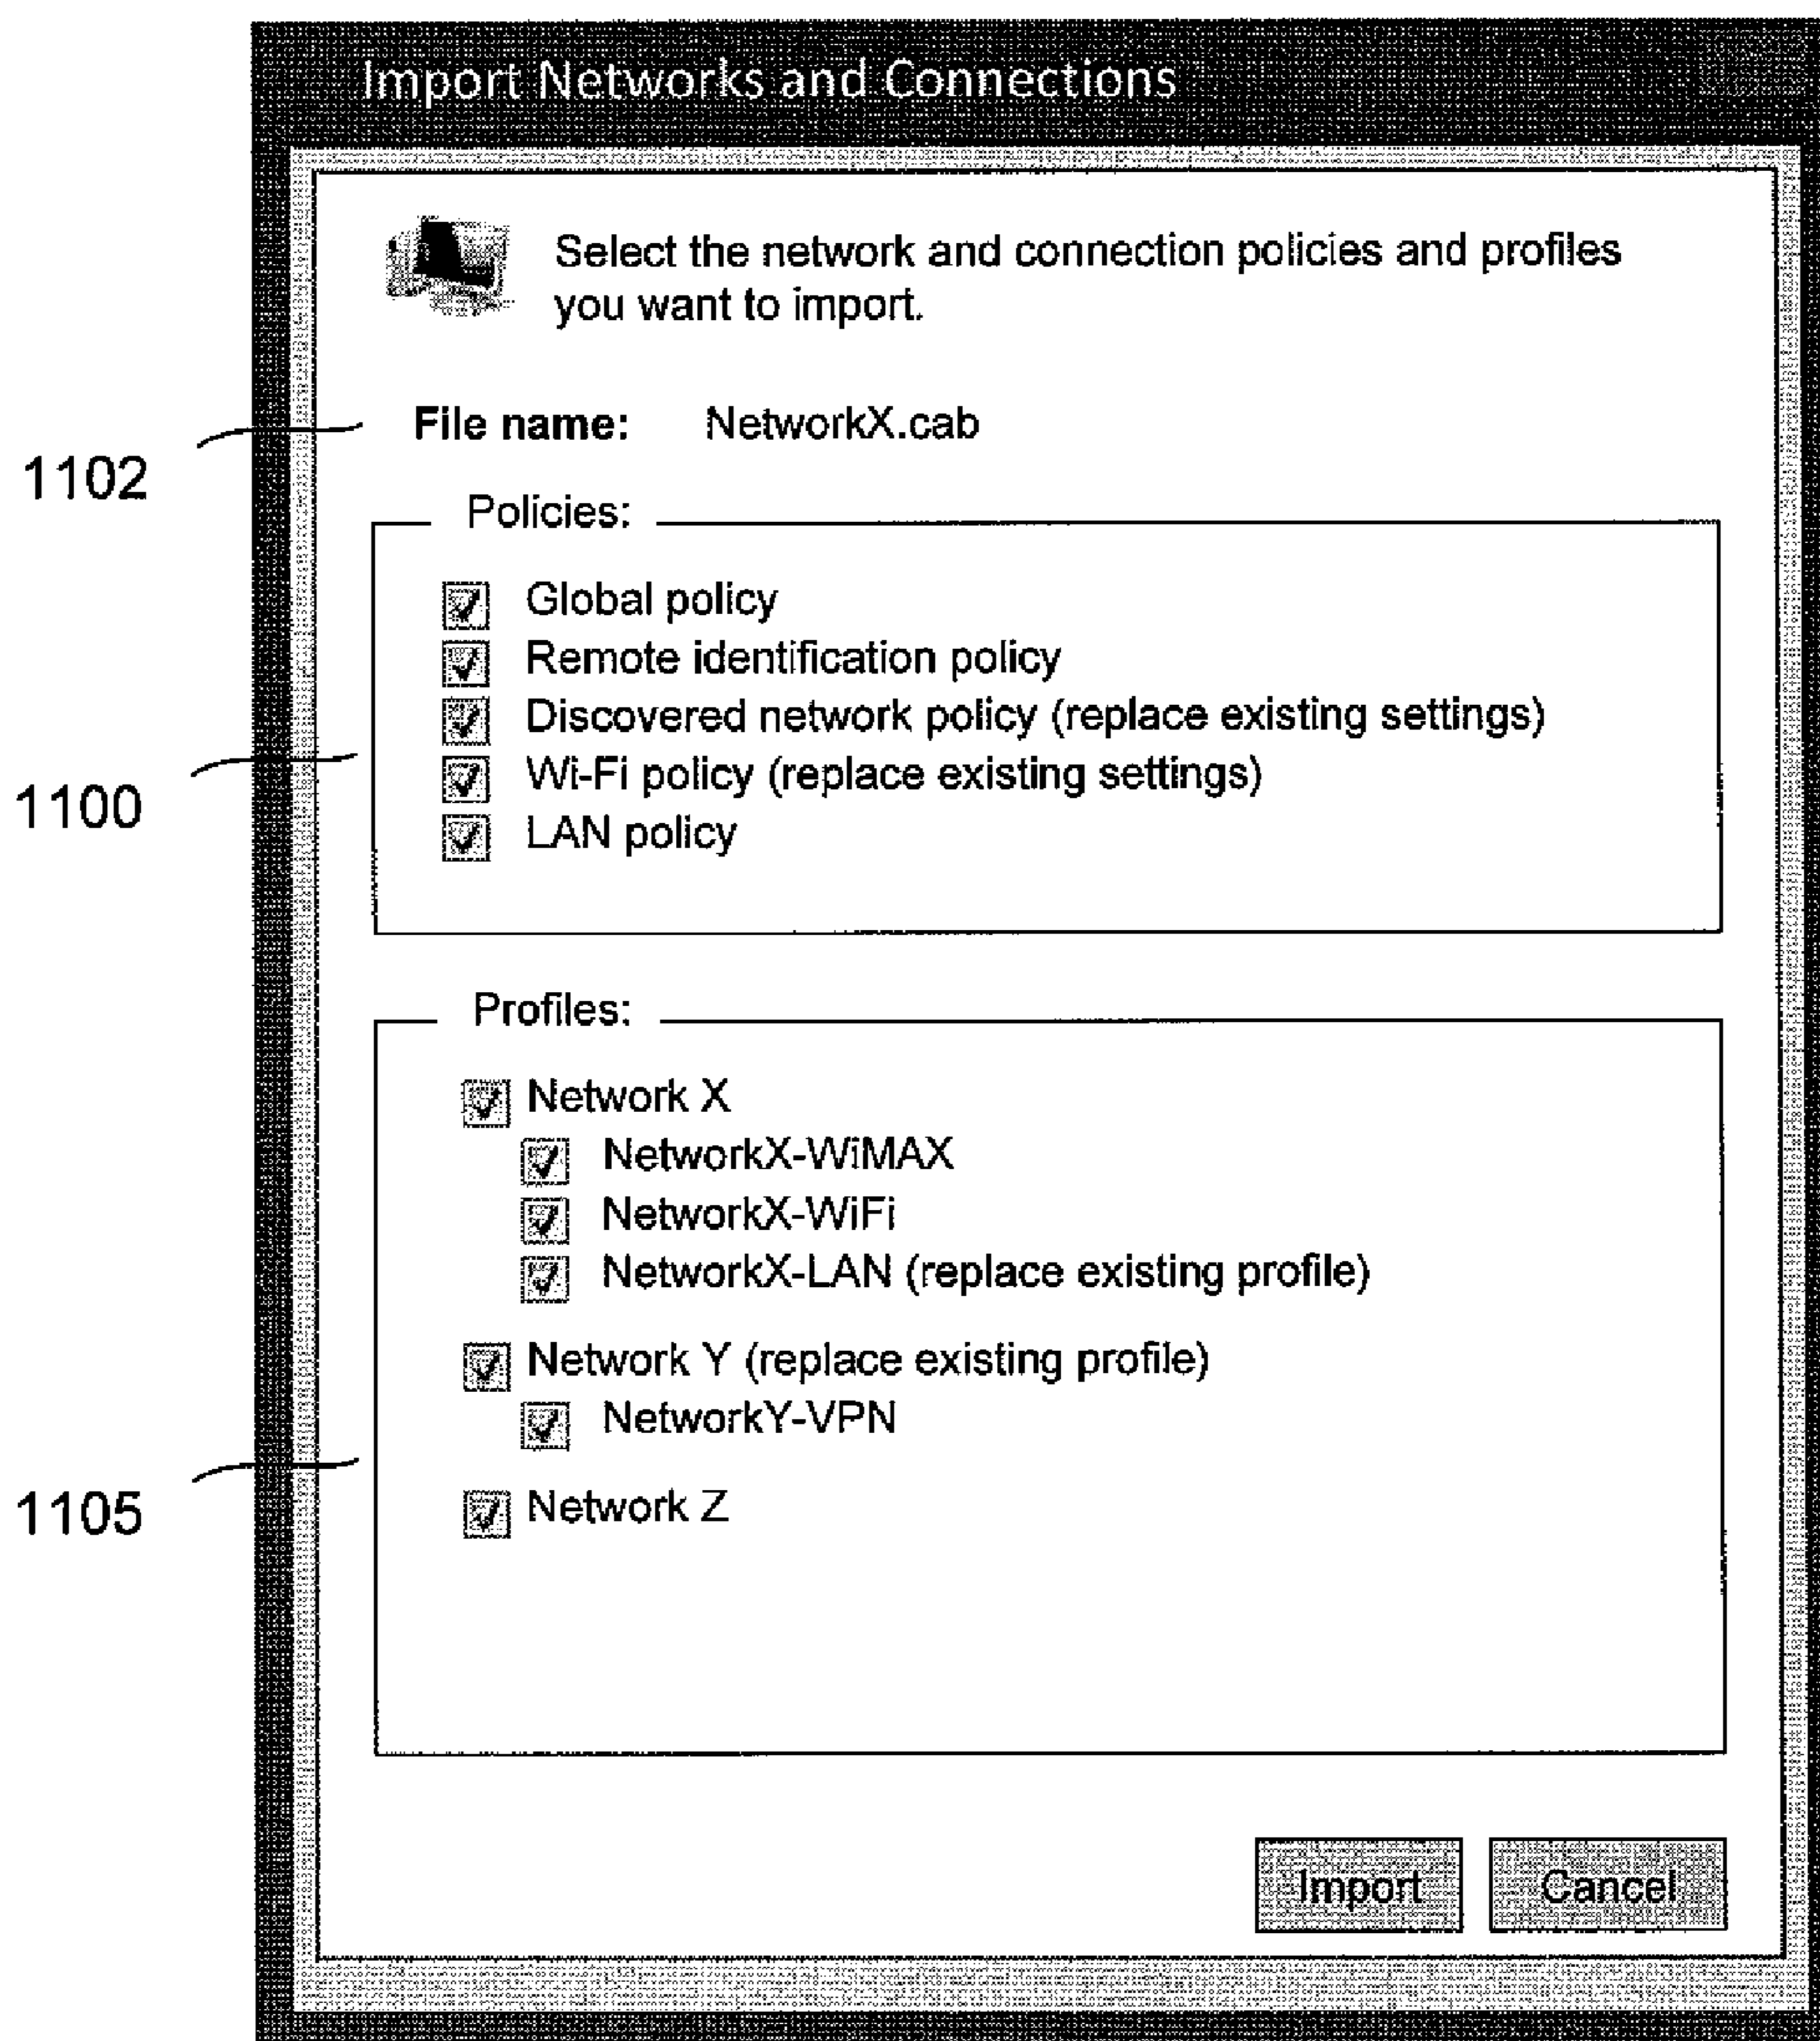 Import Networks and Connections
Select the network and connection policies and profiles
you want to import.
1102
File name: NetworkX.cab
Policies:
Global policy
Remote identification policy
Discovered network policy (replace existing settings)
1100
Wi-Fi policy (replace existing settings)
LAN policy
Profiles:
Network X
NetworkX-WiMAX
NetworkX-WiFi
NetworkX-LAN (replace existing profile)
Network Y (replace existing profile)
NetworkY-VPN
1105
Network Z
Import Cancel